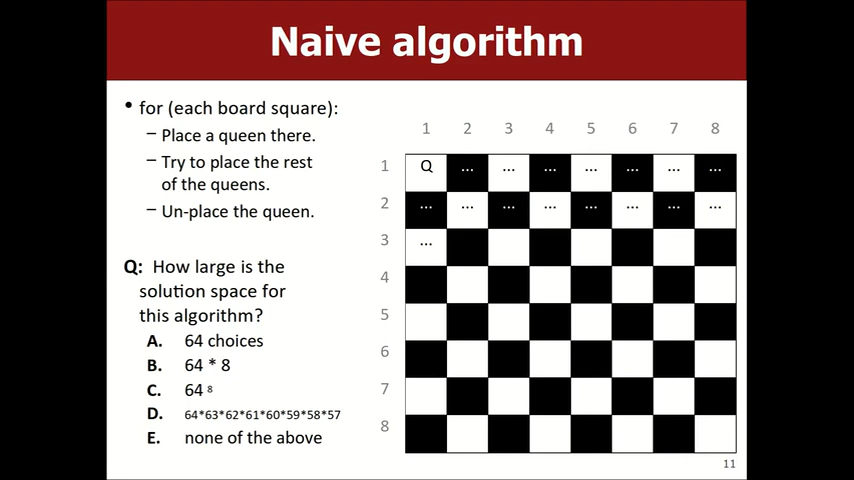 Naive algorithm
• for (each board square):
– Place a queen there.
– Try to place the rest
of the queens.
– Un-place the queen.
Q: How large is the
solution space for
this algorithm?
A. 64 choices
B. 64 * 8
C. 64 8
D. 64*63*62*61*60*59*58*57
E. none of the above
1 2 3 4 5 6 7 8
1 Q ... ... ... ... ... ... ...
2 ... ... ... ... ... ... ... ...
3 ...
4
5
6
7
8
11